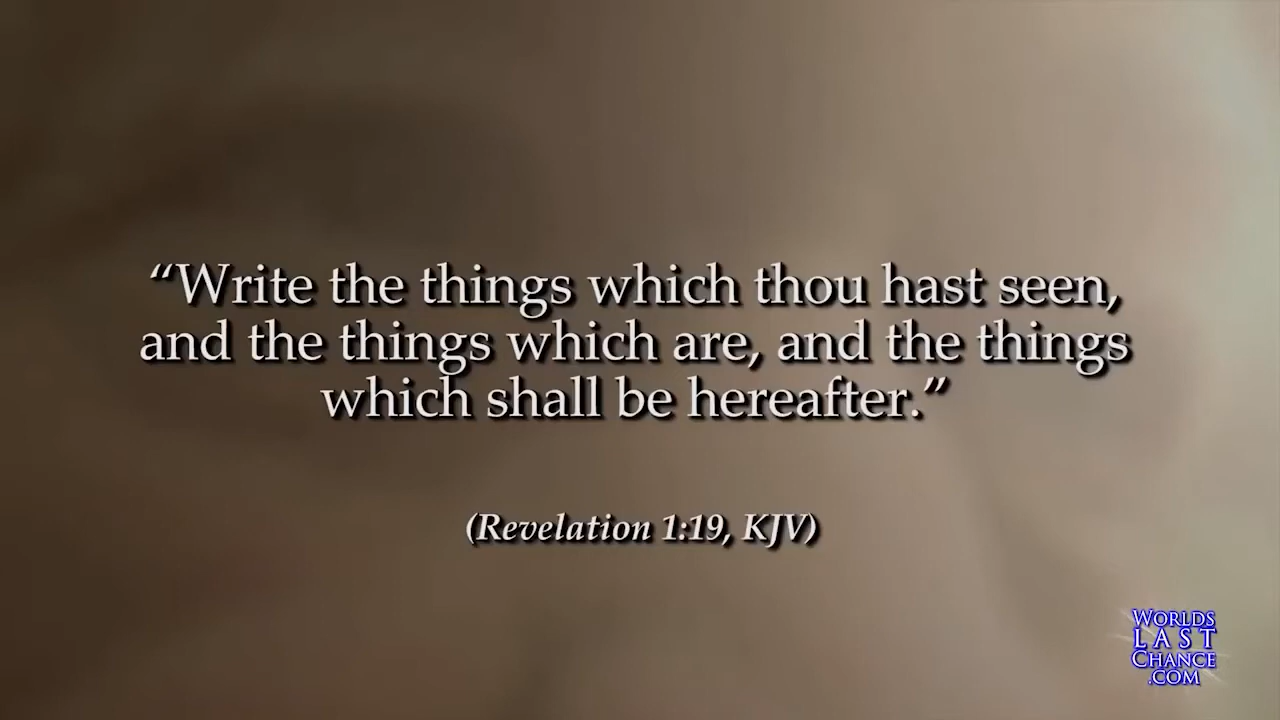 “Write the things which thou hast seen,
and the things which are, and the things
which shall be hereafter.”
(Revelation 1:19, KJV)
WORLDS
LAST
CHANCE
.COM